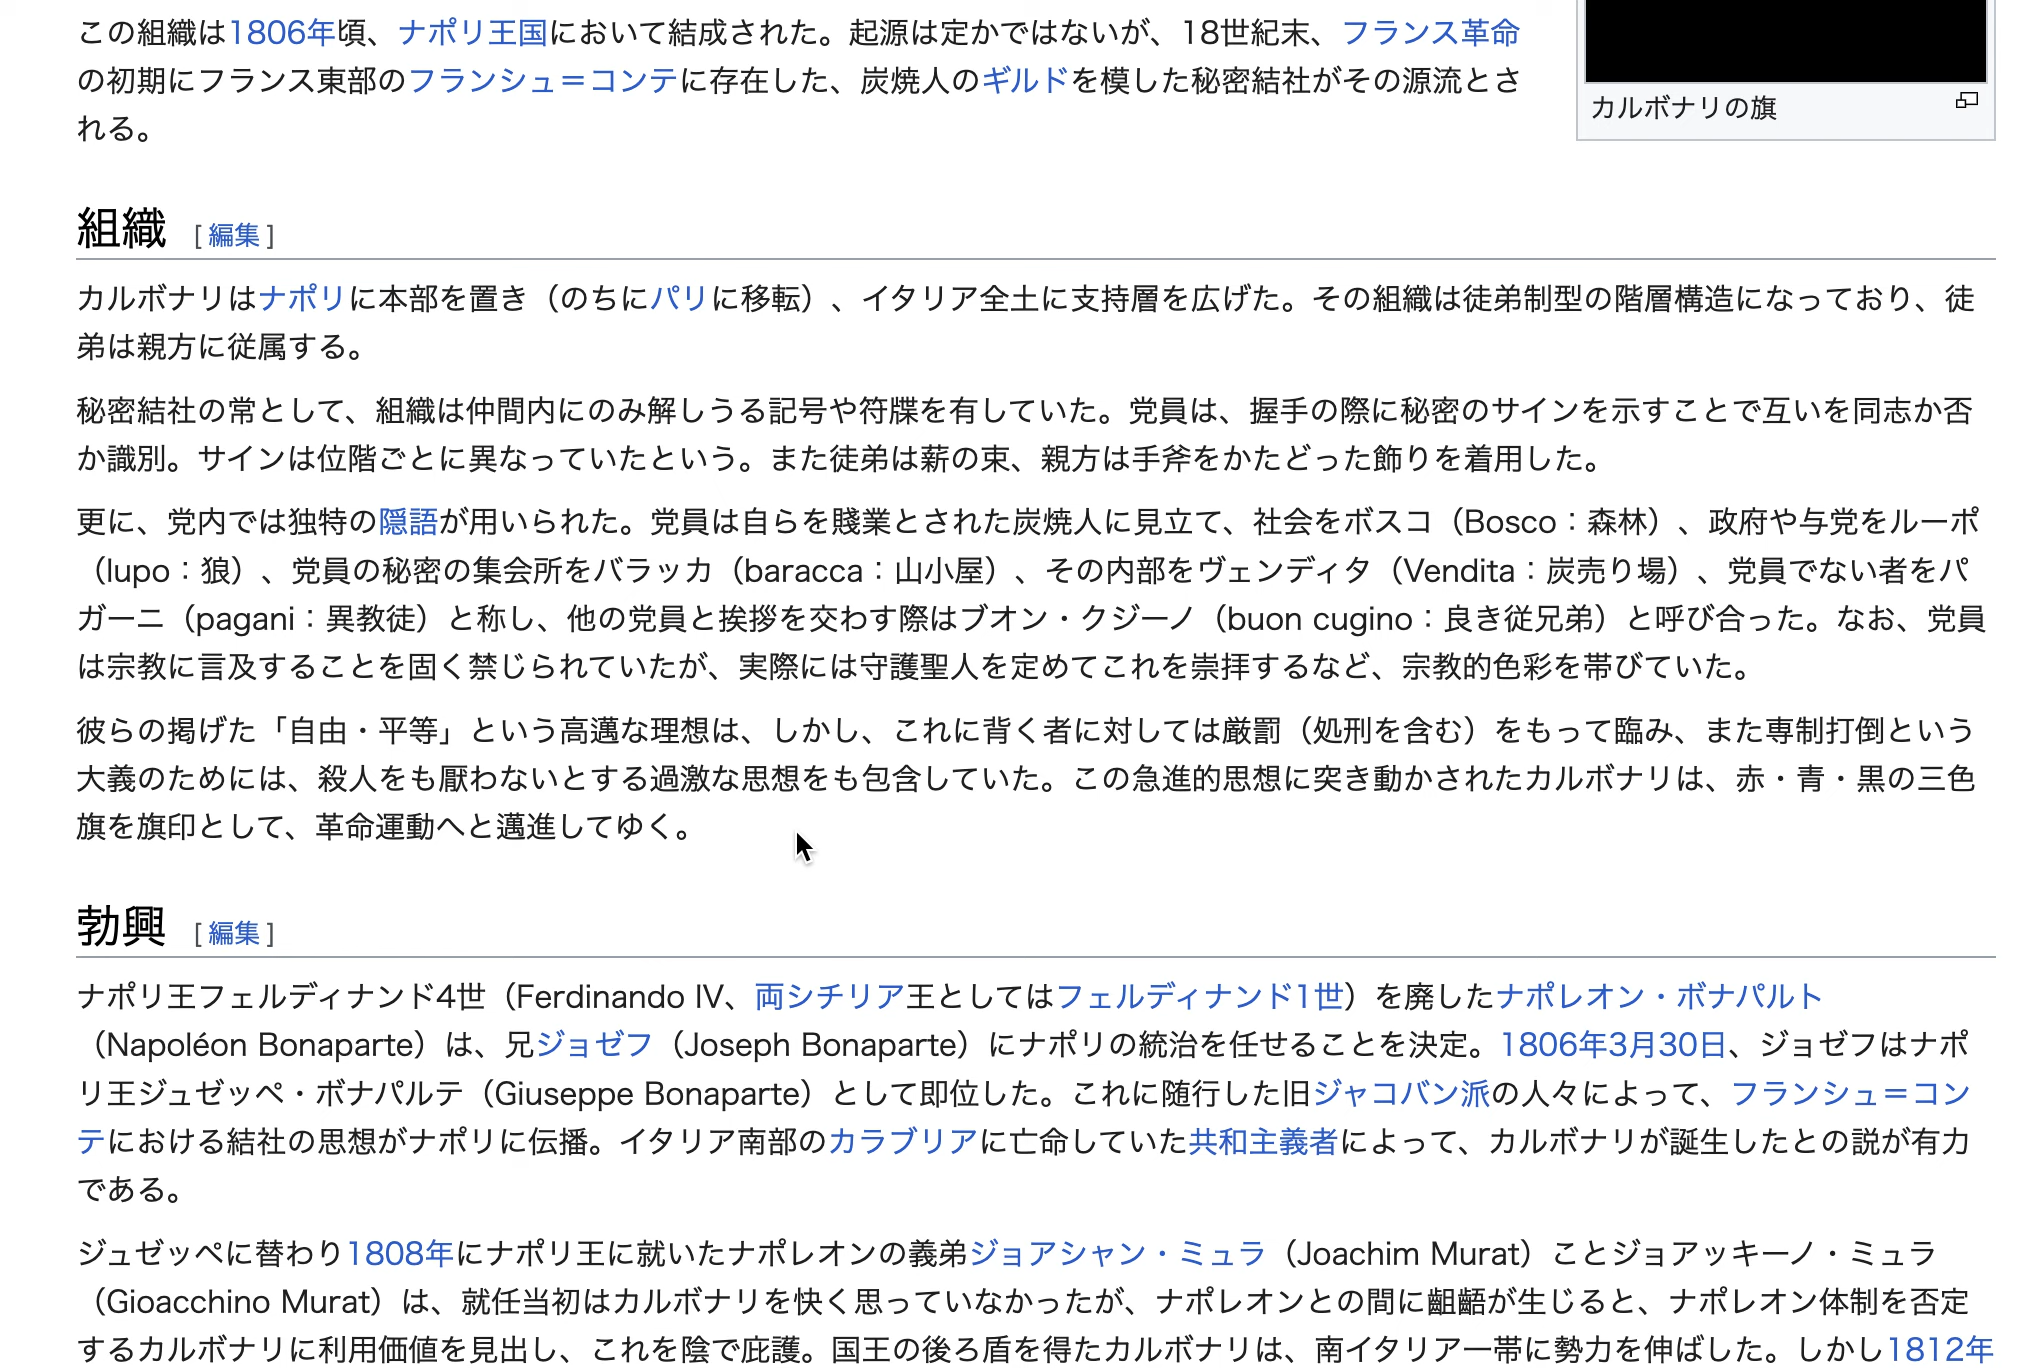 この組織は1806年頃、ナポリ王国において結成された。起源は定かではないが、18世紀末、フランス革命
の初期にフランス東部のフランシュ＝コンテに存在した、炭焼人のギルドを模した秘密結社がその源流とさ
れる。
カルボナリの旗
組織 [ 編集 ]
カルボナリはナポリに本部を置き（のちにパリに移転）、イタリア全土に支持層を広げた。その組織は徒弟制型の階層構造になっており、徒
弟は親方に従属する。
秘密結社の常として、組織は仲間内にのみ解しうる記号や符牒を有していた。党員は、握手の際に秘密のサインを示すことで互いを同志か否
か識別。サインは位階ごとに異なっていたという。また徒弟は薪の束、親方は手斧をかたどった飾りを着用した。
更に、党内では独特の隠語が用いられた。党員は自らを賤業とされた炭焼人に見立て、社会をボスコ（Bosco：森林）、政府や与党をルーポ
（lupo：狼）、党員の秘密の集会所をバラッカ（baracca：山小屋）、その内部をヴェンディタ（Vendita：炭売り場）、党員でない者をパ
ガーニ（pagani：異教徒）と称し、他の党員と挨拶を交わす際はブオン・クジーノ（buon cugino：良き従兄弟）と呼び合った。なお、党員
は宗教に言及することを固く禁じられていたが、実際には守護聖人を定めてこれを崇拝するなど、宗教的色彩を帯びていた。
彼らの掲げた「自由・平等」という高邁な理想は、しかし、これに背く者に対しては厳罰（処刑を含む）をもって臨み、また専制打倒という
大義のためには、殺人をも厭わないとする過激な思想をも包含していた。この急進的思想に突き動かされたカルボナリは、赤・青・黒の三色
旗を旗印として、革命運動へと邁進してゆく。
勃興 [ 編集 ]
ナポリ王フェルディナンド4世（Ferdinando IV、両シチリア王としてはフェルディナンド1世）を廃したナポレオン・ボナパルト
（Napoléon Bonaparte）は、兄ジョゼフ（Joseph Bonaparte）にナポリの統治を任せることを決定。1806年3月30日、ジョゼフはナポ
リ王ジュゼッペ・ボナパルテ（Giuseppe Bonaparte）として即位した。これに随行した旧ジャコバン派の人々によって、フランシュ＝コン
テにおける結社の思想がナポリに伝播。イタリア南部のカラブリアに亡命していた共和主義者によって、カルボナリが誕生したとの説が有力
である。
ジュゼッペに替わり1808年にナポリ王に就いたナポレオンの義弟ジョアシャン・ミュラ（Joachim Murat）ことジョアッキーノ・ミュラ
（Gioacchino Murat）は、就任当初はカルボナリを快く思っていなかったが、ナポレオンとの間に齟齬が生じると、ナポレオン体制を否定
するカルボナリに利用価値を見出し、これを陰で庇護。国王の後ろ盾を得たカルボナリは、南イタリア一帯に勢力を伸ばした。しかし1812年